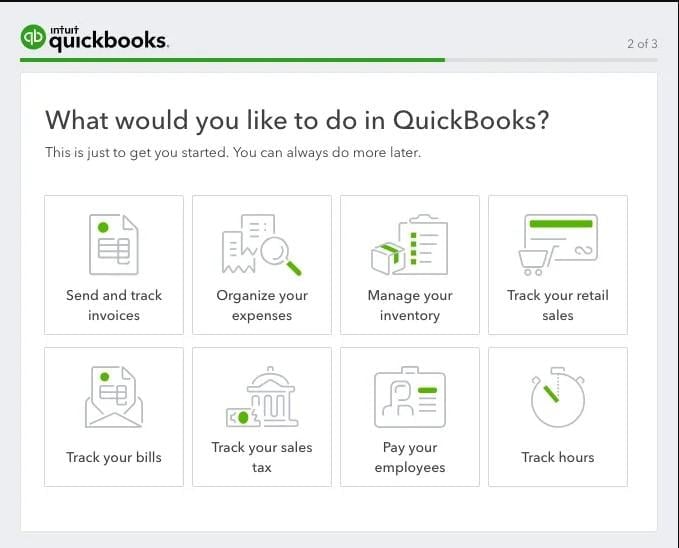 intuit
quickbooks.
2 of 3
What would you like to do in QuickBooks?
This is just to get you started. You can always do more later.
Send and track
invoices
Organize your
expenses
Manage your
inventory
Track your retail
sales
Track your bills
Track your sales
tax
Pay your
employees
Track hours